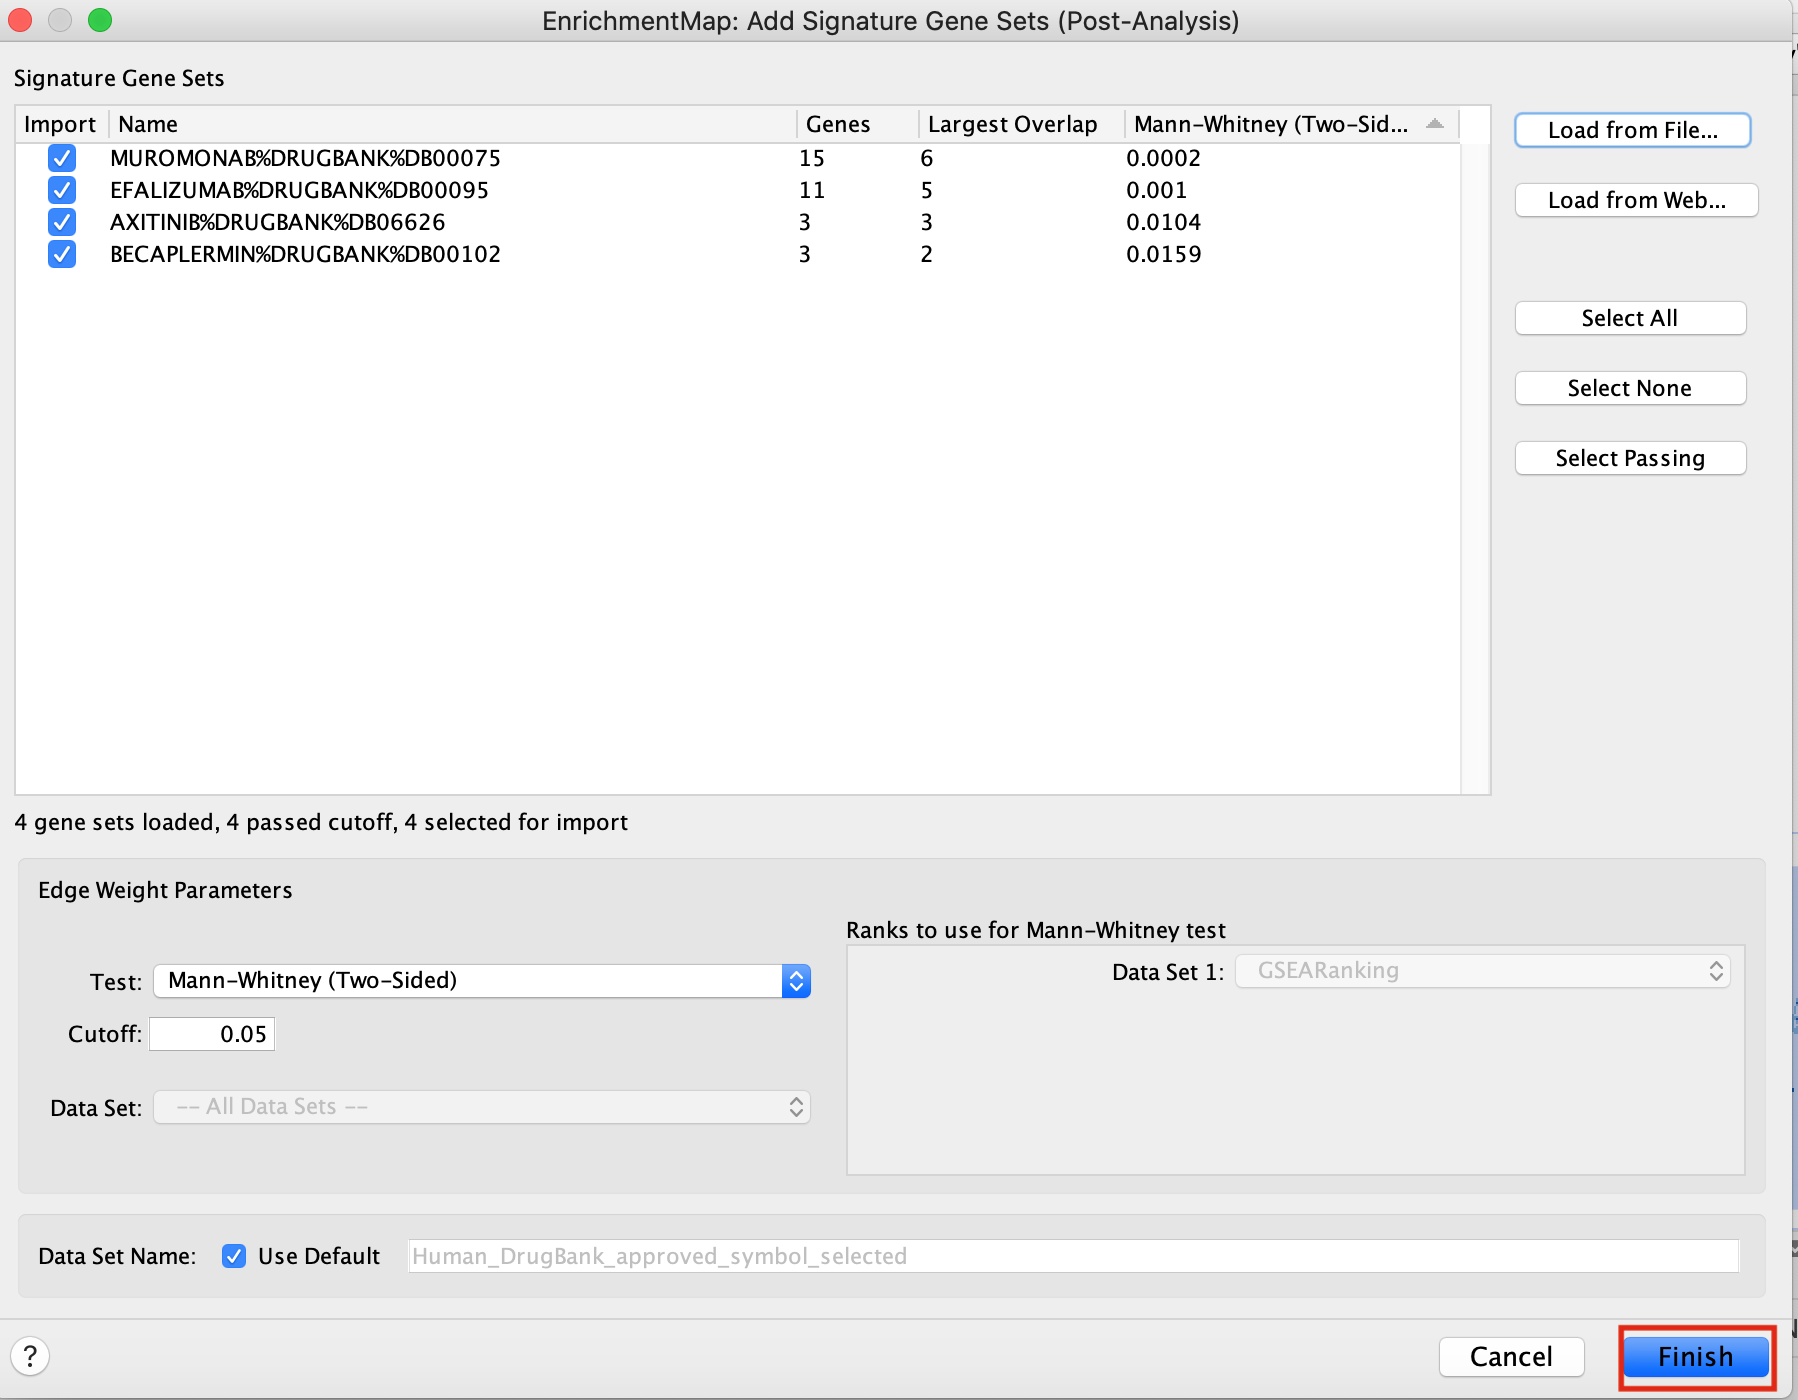 EnrichmentMap: Add Signature Gene Sets (Post-Analysis)
Signature Gene Sets
Import Name Genes Largest Overlap Mann-Whitney (Two-Sid...
MUROMONAB%DRUGBANK%DB00075 15 6 0.0002
EFALIZUMAB%DRUGBANK%DB00095 11 5 0.001
AXITINIB%DRUGBANK%DB06626 3 3 0.0104
BECAPLERMIN%DRUGBANK%DB00102 3 2 0.0159
Load from File...
Load from Web...
Select All
Select None
Select Passing
4 gene sets loaded, 4 passed cutoff, 4 selected for import
Edge Weight Parameters
Test: Mann-Whitney (Two-Sided)
Cutoff: 0.05
Data Set: -- All Data Sets --
Ranks to use for Mann-Whitney test
Data Set 1: GSEARanking
Data Set Name: Use Default Human_DrugBank_approved_symbol_selected
? Cancel Finish